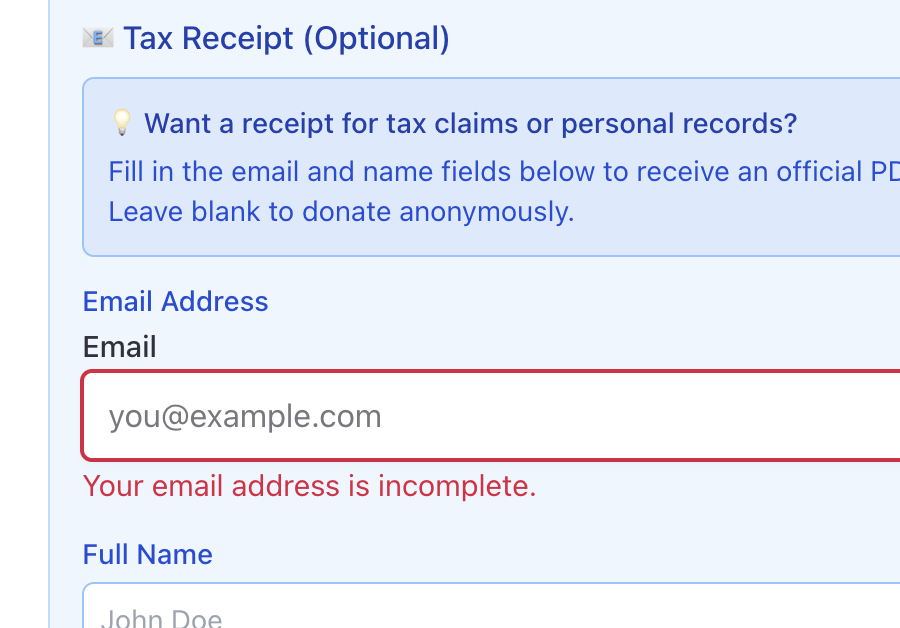 📧 Tax Receipt (Optional)
💡 Want a receipt for tax claims or personal records?
Fill in the email and name fields below to receive an official
Leave blank to donate anonymously.
Email Address
Email
you@example.com
Your email address is incomplete.
Full Name
John Doe